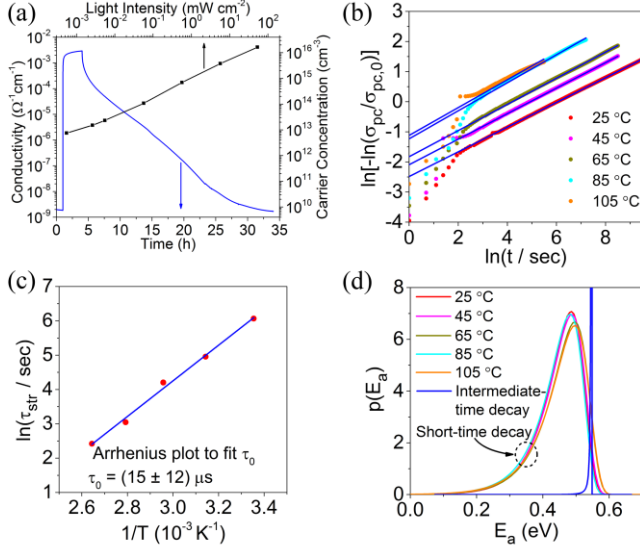 (a)
Light Intensity (mW cm⁻²)
10⁻³ 10⁻² 10⁻¹ 10⁰ 10¹ 10²
Conductivity (Ω⁻¹cm⁻¹)
10⁻² 10⁻³ 10⁻⁴ 10⁻⁵ 10⁻⁶ 10⁻⁷ 10⁻⁸ 10⁻⁹
10¹⁶ 10¹⁵ 10¹⁴ 10¹³ 10¹² 10¹¹ 10¹⁰
Carrier Concentration (cm⁻³)
0 5 10 15 20 25 30 35
Time (h)
(b)
ln[-ln(σpc/σpc,0)]
3 2 1 0 -1 -2 -3 -4
25 °C
45 °C
65 °C
85 °C
105 °C
0 2 4 6 8
ln(t / sec)
(c)
ln(τstr / sec)
7 6 5 4 3 2 1
Arrhenius plot to fit τ₀
τ₀ = (15 ± 12) μs
2.6 2.8 3.0 3.2 3.4
1/T (10⁻³ K⁻¹)
(d)
p(Eₐ)
8 6 4 2 0
25 °C
45 °C
65 °C
85 °C
105 °C
Intermediate-
time decay
Short-time decay
0.0 0.2 0.4 0.6
Eₐ (eV)